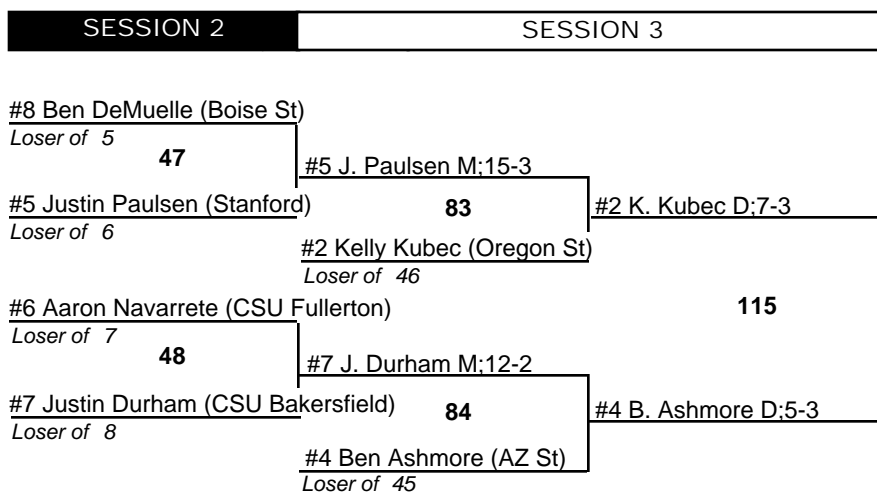 SESSION 2
SESSION 3
#8 Ben DeMuelle (Boise St)
Loser of 5
47
#5 J. Paulsen M;15-3
#5 Justin Paulsen (Stanford)
Loser of 6
83
#2 K. Kubec D;7-3
#2 Kelly Kubec (Oregon St)
Loser of 46
#6 Aaron Navarrete (CSU Fullerton)
Loser of 7
115
48
#7 J. Durham M;12-2
#7 Justin Durham (CSU Bakersfield)
Loser of 8
84
#4 B. Ashmore D;5-3
#4 Ben Ashmore (AZ St)
Loser of 45